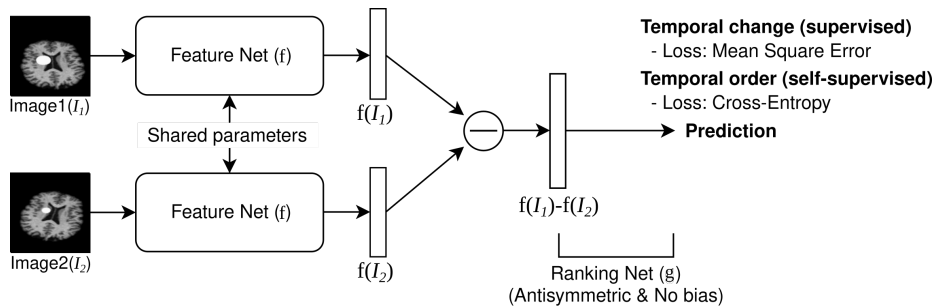 Image1(I₁)
Feature Net (f)
f(I₁)
Shared parameters
Image2(I₂)
Feature Net (f)
f(I₂)
f(I₁)-f(I₂)
Temporal change (supervised)
- Loss: Mean Square Error
Temporal order (self-supervised)
- Loss: Cross-Entropy
Prediction
Ranking Net (g)
(Antisymmetric & No bias)